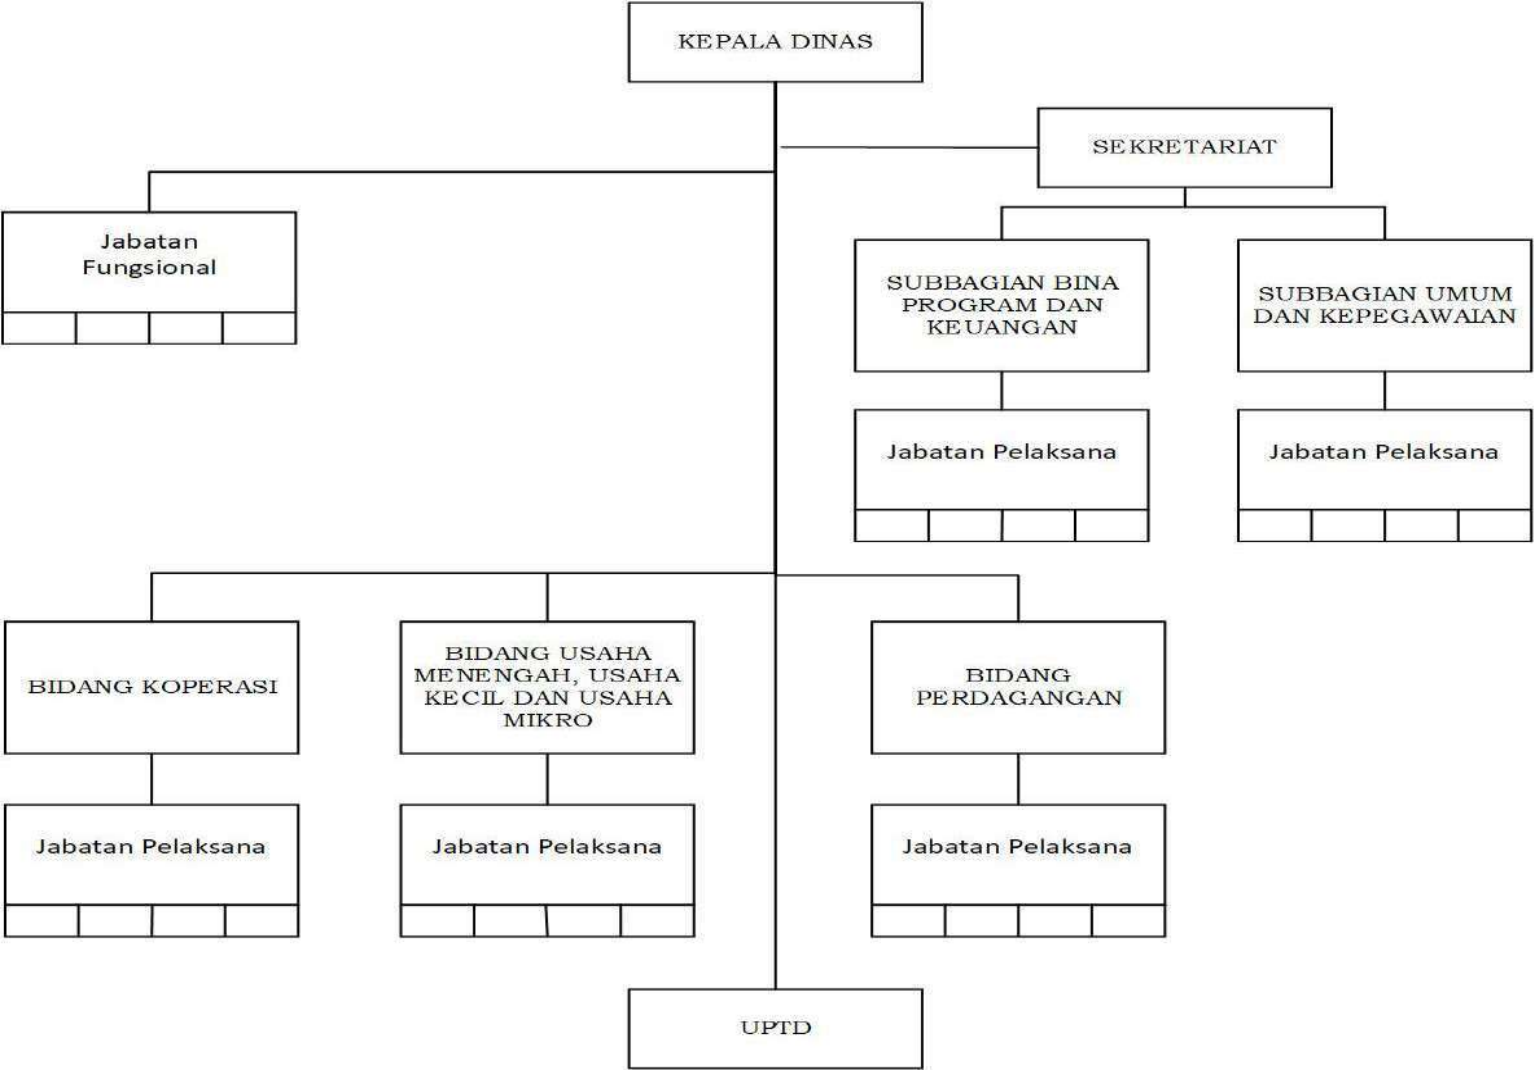 KEPALA DINAS
SEKRETARIAT
Jabatan
Fungsional
SUBBAGIAN BINA
PROGRAM DAN
KEUANGAN
SUBBAGIAN UMUM
DAN KEPEGAWAIAN
Jabatan Pelaksana
Jabatan Pelaksana
BIDANG KOPERASI
BIDANG USAHA
MENENGAH, USAHA
KECIL DAN USAHA
MIKRO
BIDANG
PERDAGANGAN
Jabatan Pelaksana
Jabatan Pelaksana
Jabatan Pelaksana
UPTD